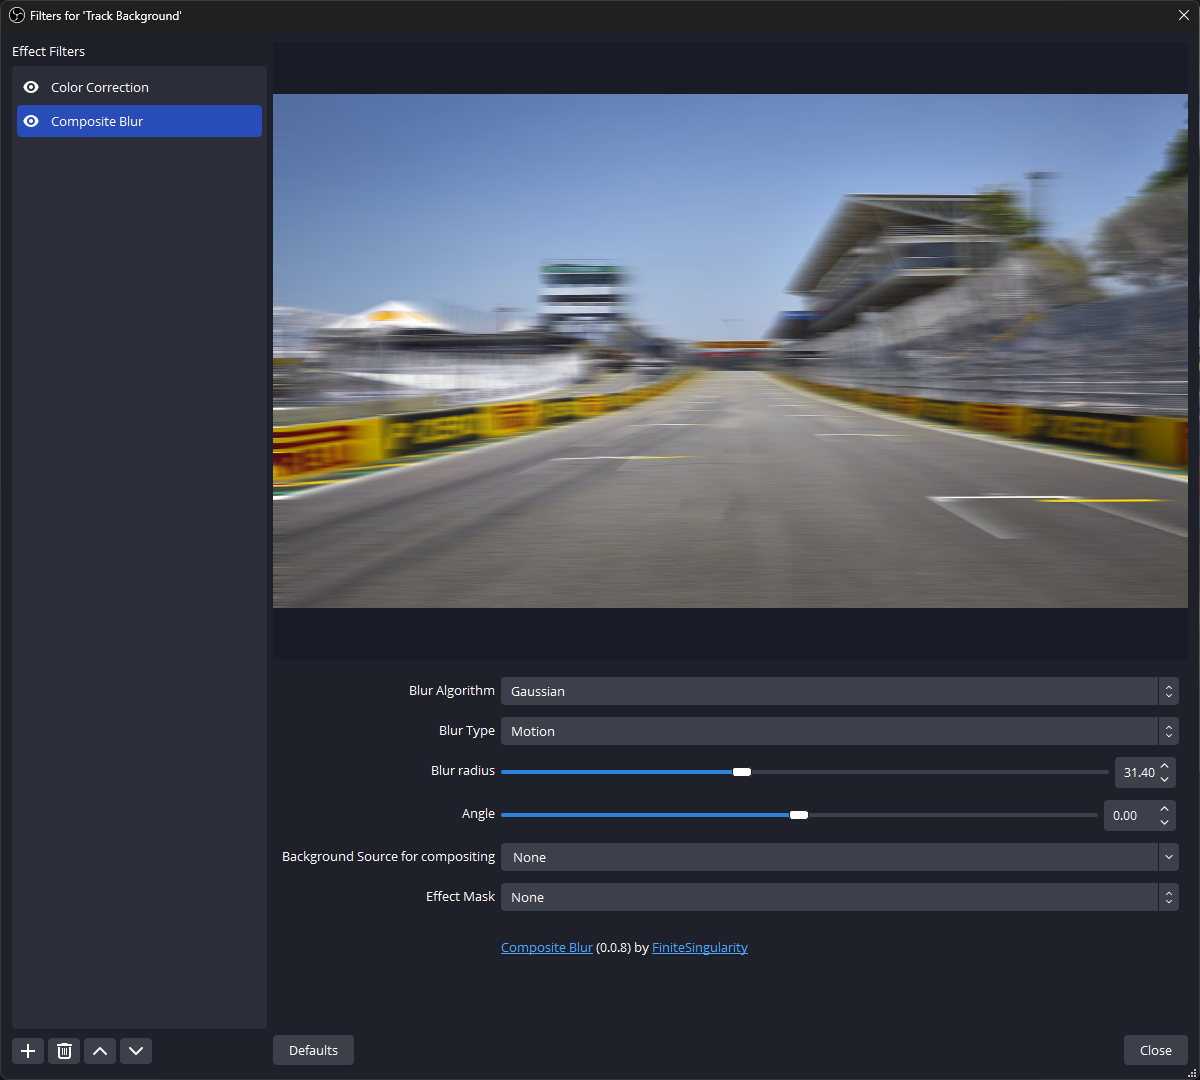 Filters for 'Track Background'
Effect Filters
Color Correction
Composite Blur
P ZERO
P ZERO
Blur Algorithm Gaussian
Blur Type Motion
Blur radius 31.40
Angle 0.00
Background Source for compositing None
Effect Mask None
Composite Blur (0.0.8) by FiniteSingularity
Defaults
Close